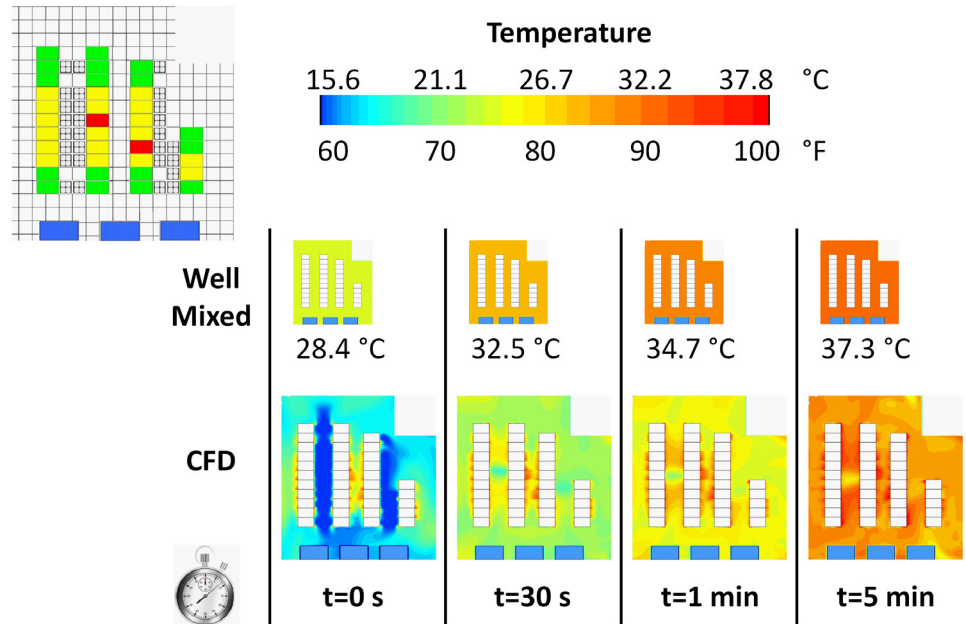 Temperature
15.6 21.1 26.7 32.2 37.8 °C
60 70 80 90 100 °F
Well
Mixed
28.4 °C 32.5 °C 34.7 °C 37.3 °C
CFD
t=0 s t=30 s t=1 min t=5 min